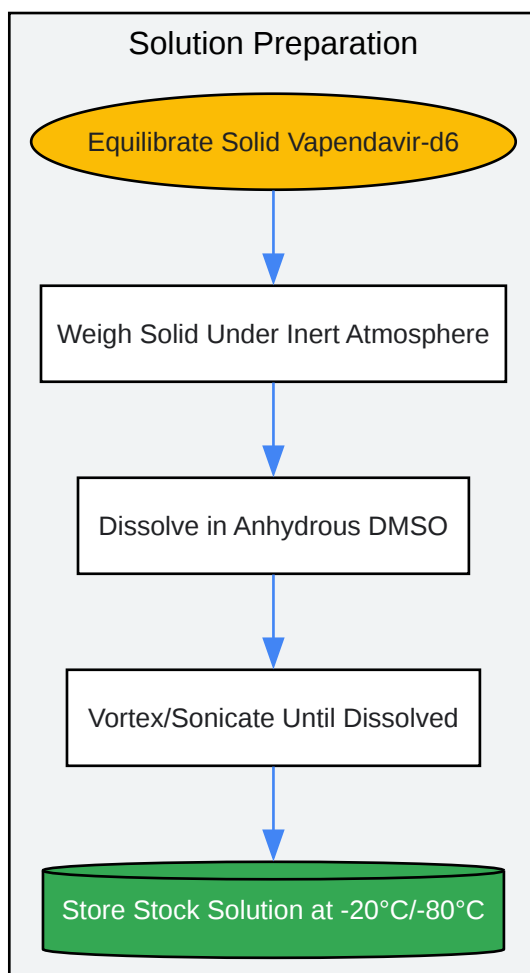 Solution Preparation
Equilibrate Solid Vapendavir-d6
Weigh Solid Under Inert Atmosphere
Dissolve in Anhydrous DMSO
Vortex/Sonicate Until Dissolved
Store Stock Solution at -20°C/-80°C